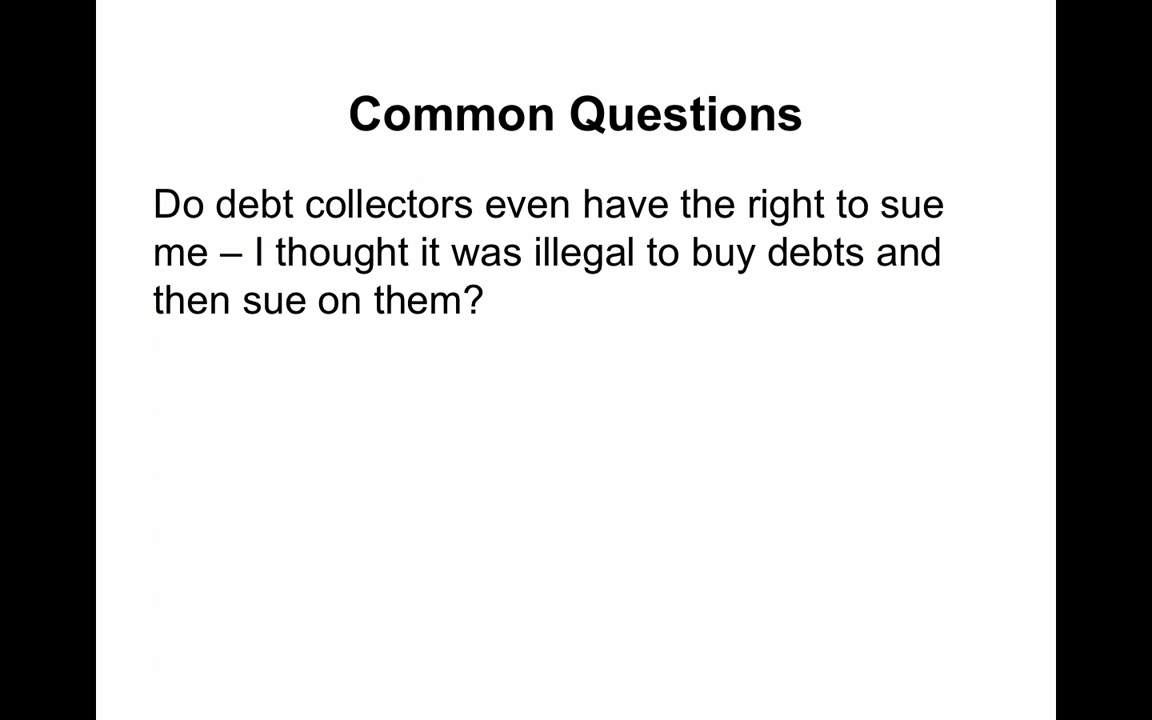 Common Questions
Do debt collectors even have the right to sue
me – I thought it was illegal to buy debts and
then sue on them?